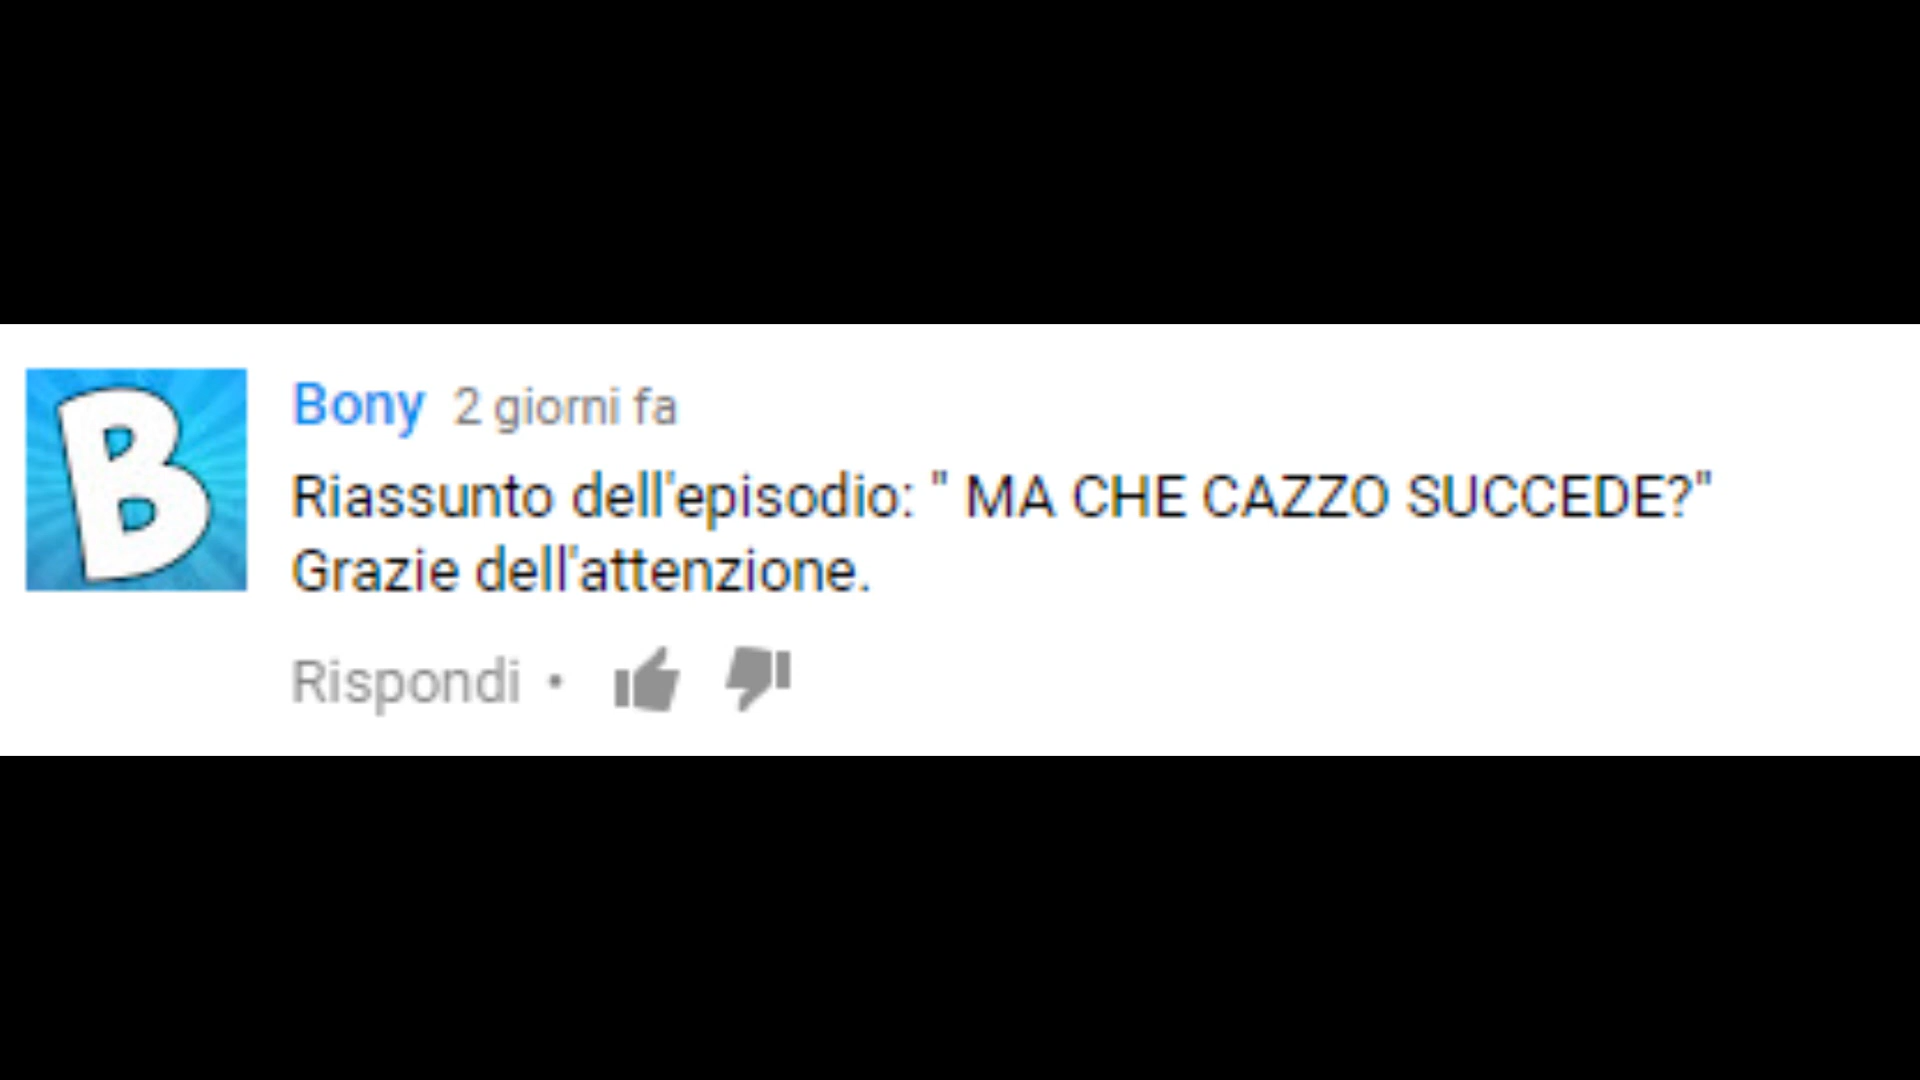 B
Bony 2 giorni fa
Riassunto dell'episodio: " MA CHE CAZZO SUCCEDE?"
Grazie dell'attenzione.
Rispondi •